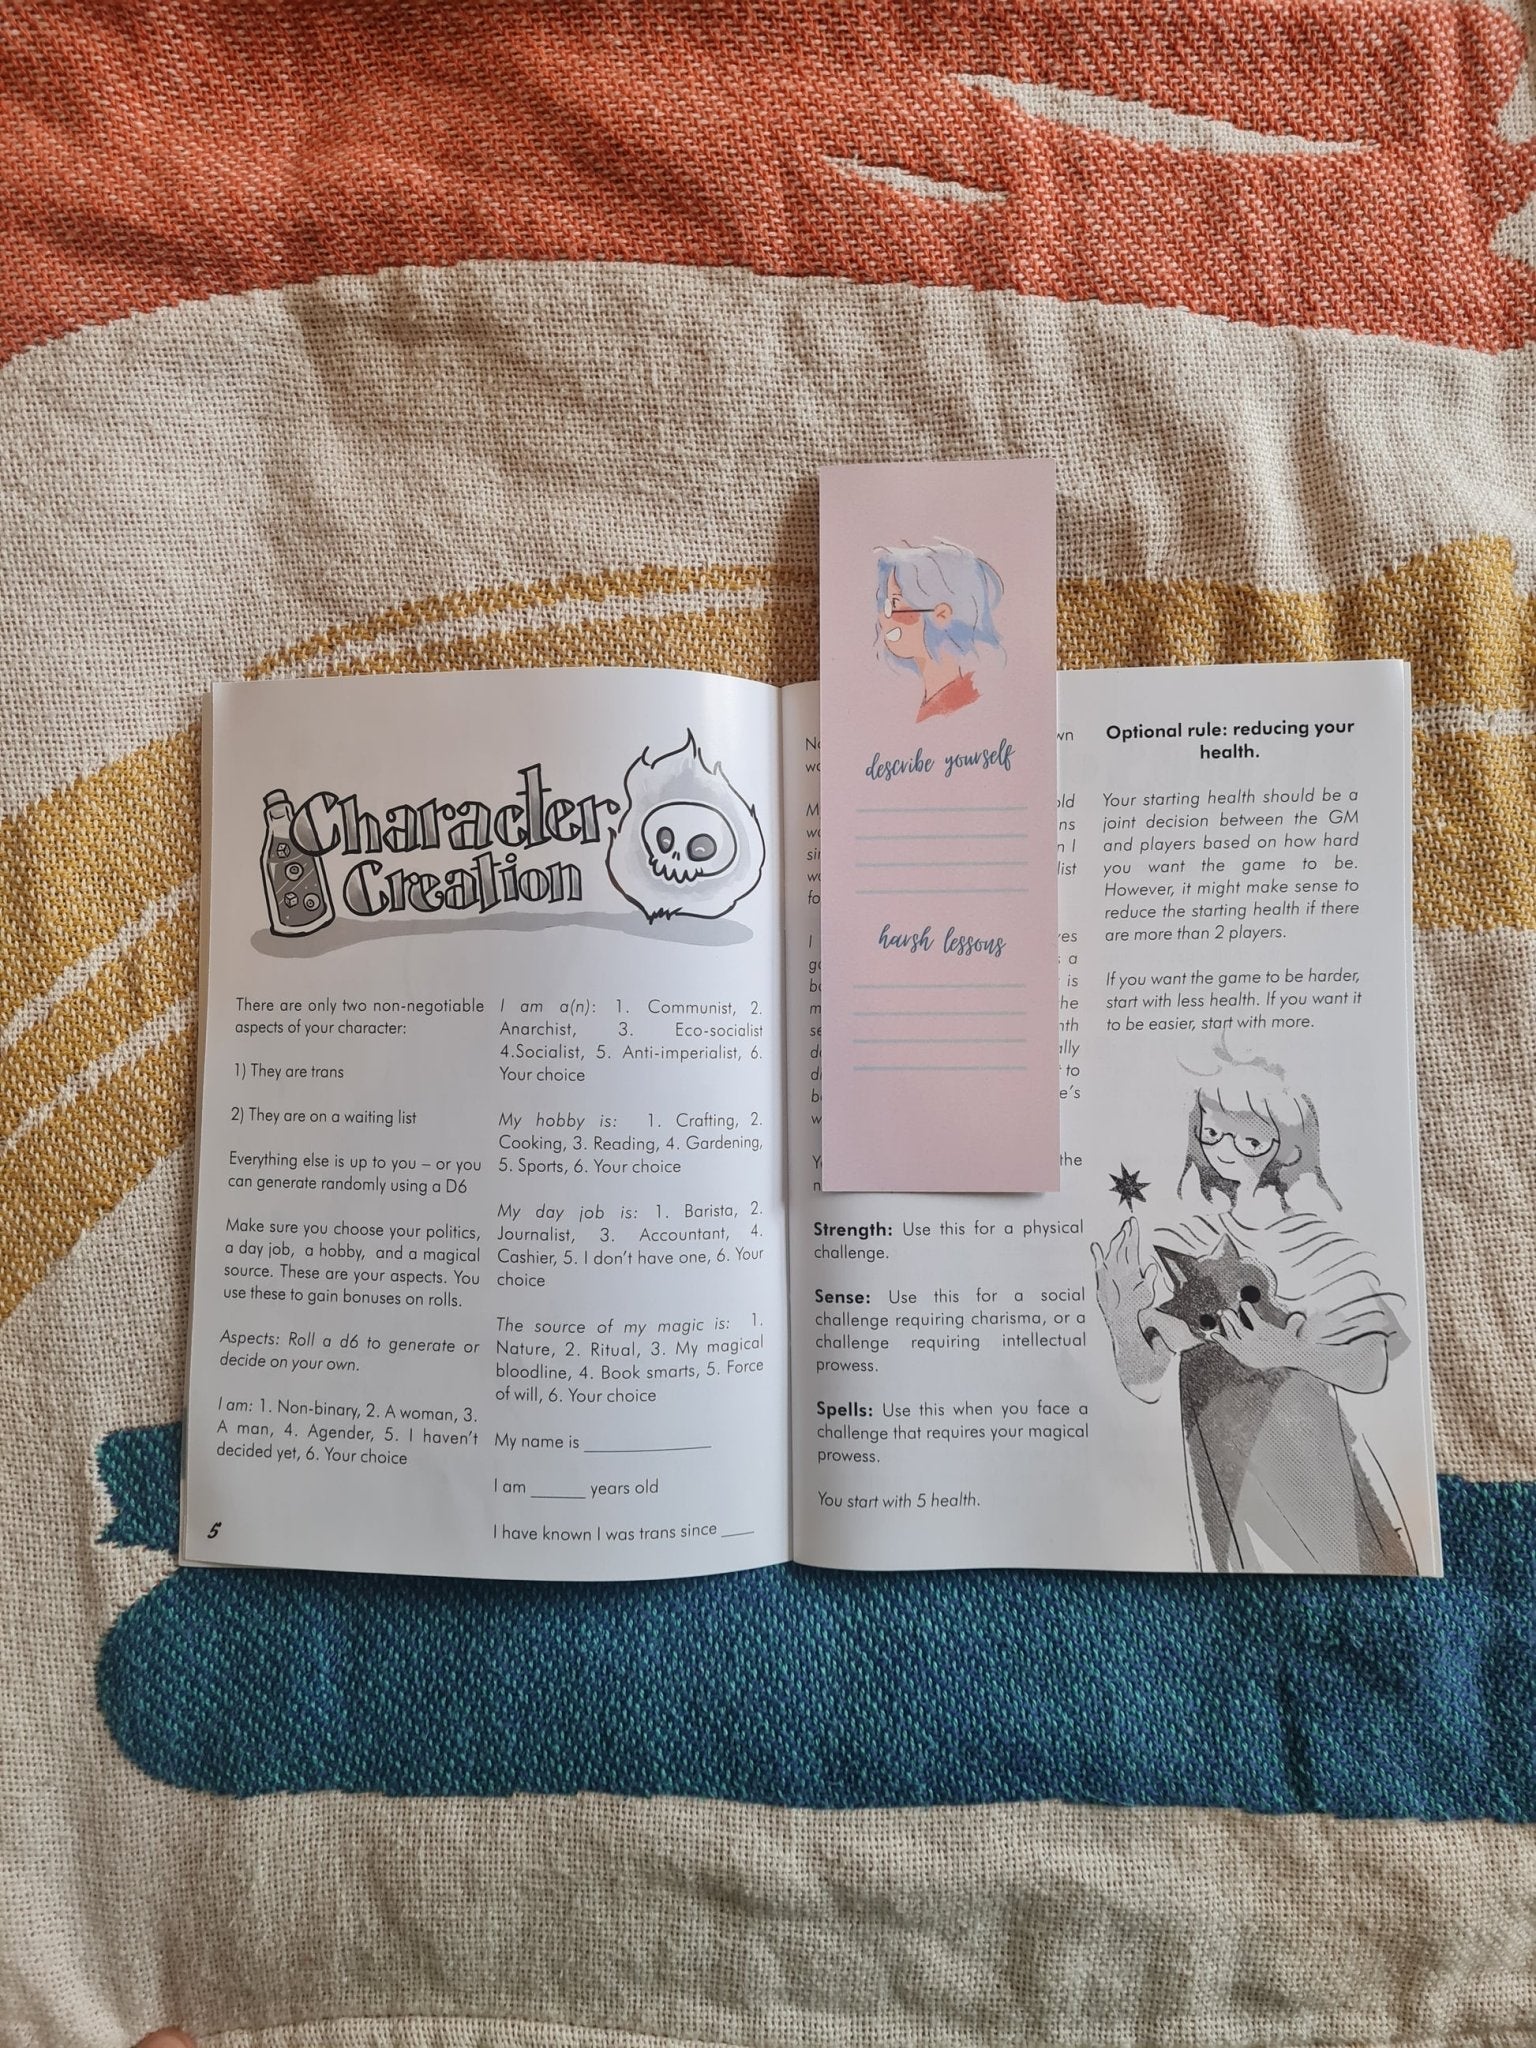 Character
Creation
There are only two non-negotiable
aspects of your character:
1) They are trans
2) They are on a waiting list
Everything else is up to you – or you
can generate randomly using a D6
Make sure you choose your politics,
a day job, a hobby, and a magical
source. These are your aspects. You
use these to gain bonuses on rolls.
Aspects: Roll a d6 to generate or
decide on your own.
I am: 1. Non-binary, 2. A woman, 3.
A man, 4. Agender, 5. I haven't
decided yet, 6. Your choice
5
I am a(n): 1. Communist, 2.
Anarchist, 3. Eco-socialist
4.Socialist, 5. Anti-imperialist, 6.
Your choice
My hobby is: 1. Crafting, 2.
Cooking, 3. Reading, 4. Gardening,
5. Sports, 6. Your choice
My day job is: 1. Barista, 2.
Journalist, 3. Accountant, 4.
Cashier, 5. I don't have one, 6. Your
choice
The source of my magic is: 1.
Nature, 2. Ritual, 3. My magical
bloodline, 4. Book smarts, 5. Force
of will, 6. Your choice
My name is ______________
I am ______ years old
I have known I was trans since ____
describe yourself
harsh lessons
to
the
Strength: Use this for a physical
challenge.
Sense: Use this for a social
challenge requiring charisma, or a
challenge requiring intellectual
prowess.
Spells: Use this when you face a
challenge that requires your magical
prowess.
You start with 5 health.
Optional rule: reducing your
health.
Your starting health should be a
joint decision between the GM
and players based on how hard
you want the game to be.
However, it might make sense to
reduce the starting health if there
are more than 2 players.
If you want the game to be harder,
start with less health. If you want it
to be easier, start with more.